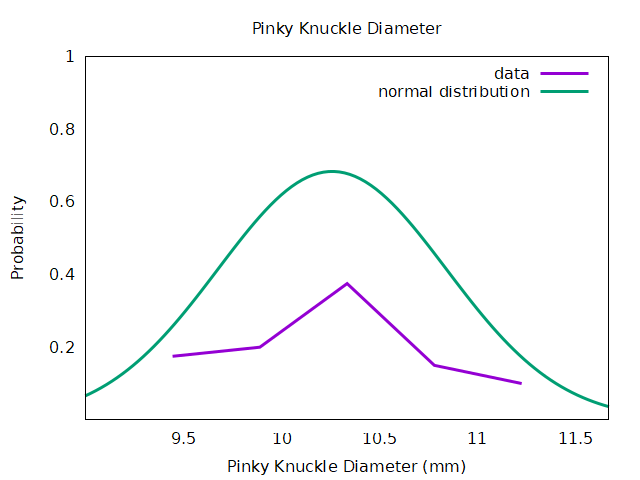 Pinky Knuckle Diameter
1
data
normal distribution
0.8
0.6
Probability
0.4
0.2
9.5 10 10.5 11 11.5
Pinky Knuckle Diameter (mm)